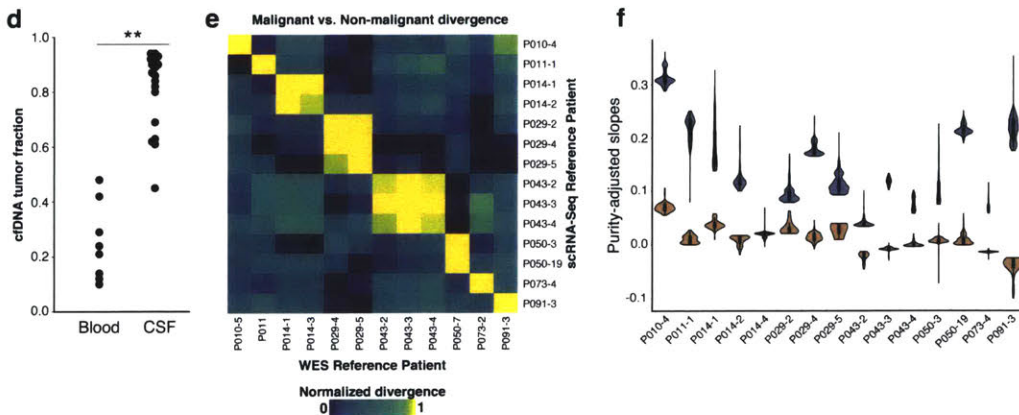 d
**
cfDNA tumor fraction
1.0
0.8
0.6
0.4
0.2
0.0
Blood
CSF
e
Malignant vs. Non-malignant divergence
P010-4
P011-1
P014-1
P014-2
P029-2
P029-4
P029-5
P043-2
P043-3
P043-4
P050-3
P050-19
P073-4
P091-3
scRNA-Seq Reference Patient
P010-5
P011
P014-1
P014-3
P029-4
P029-5
P043-2
P043-3
P043-4
P050-7
P073-2
P091-3
WES Reference Patient
Normalized divergence
0
1
f
Purity-adjusted slopes
0.3
0.2
0.1
0.0
-0.1
P010-4
P011-1
P014-1
P014-2
P014-4
P029-2
P029-4
P029-5
P043-2
P043-3
P043-4
P050-3
P050-19
P073-4
P091-3